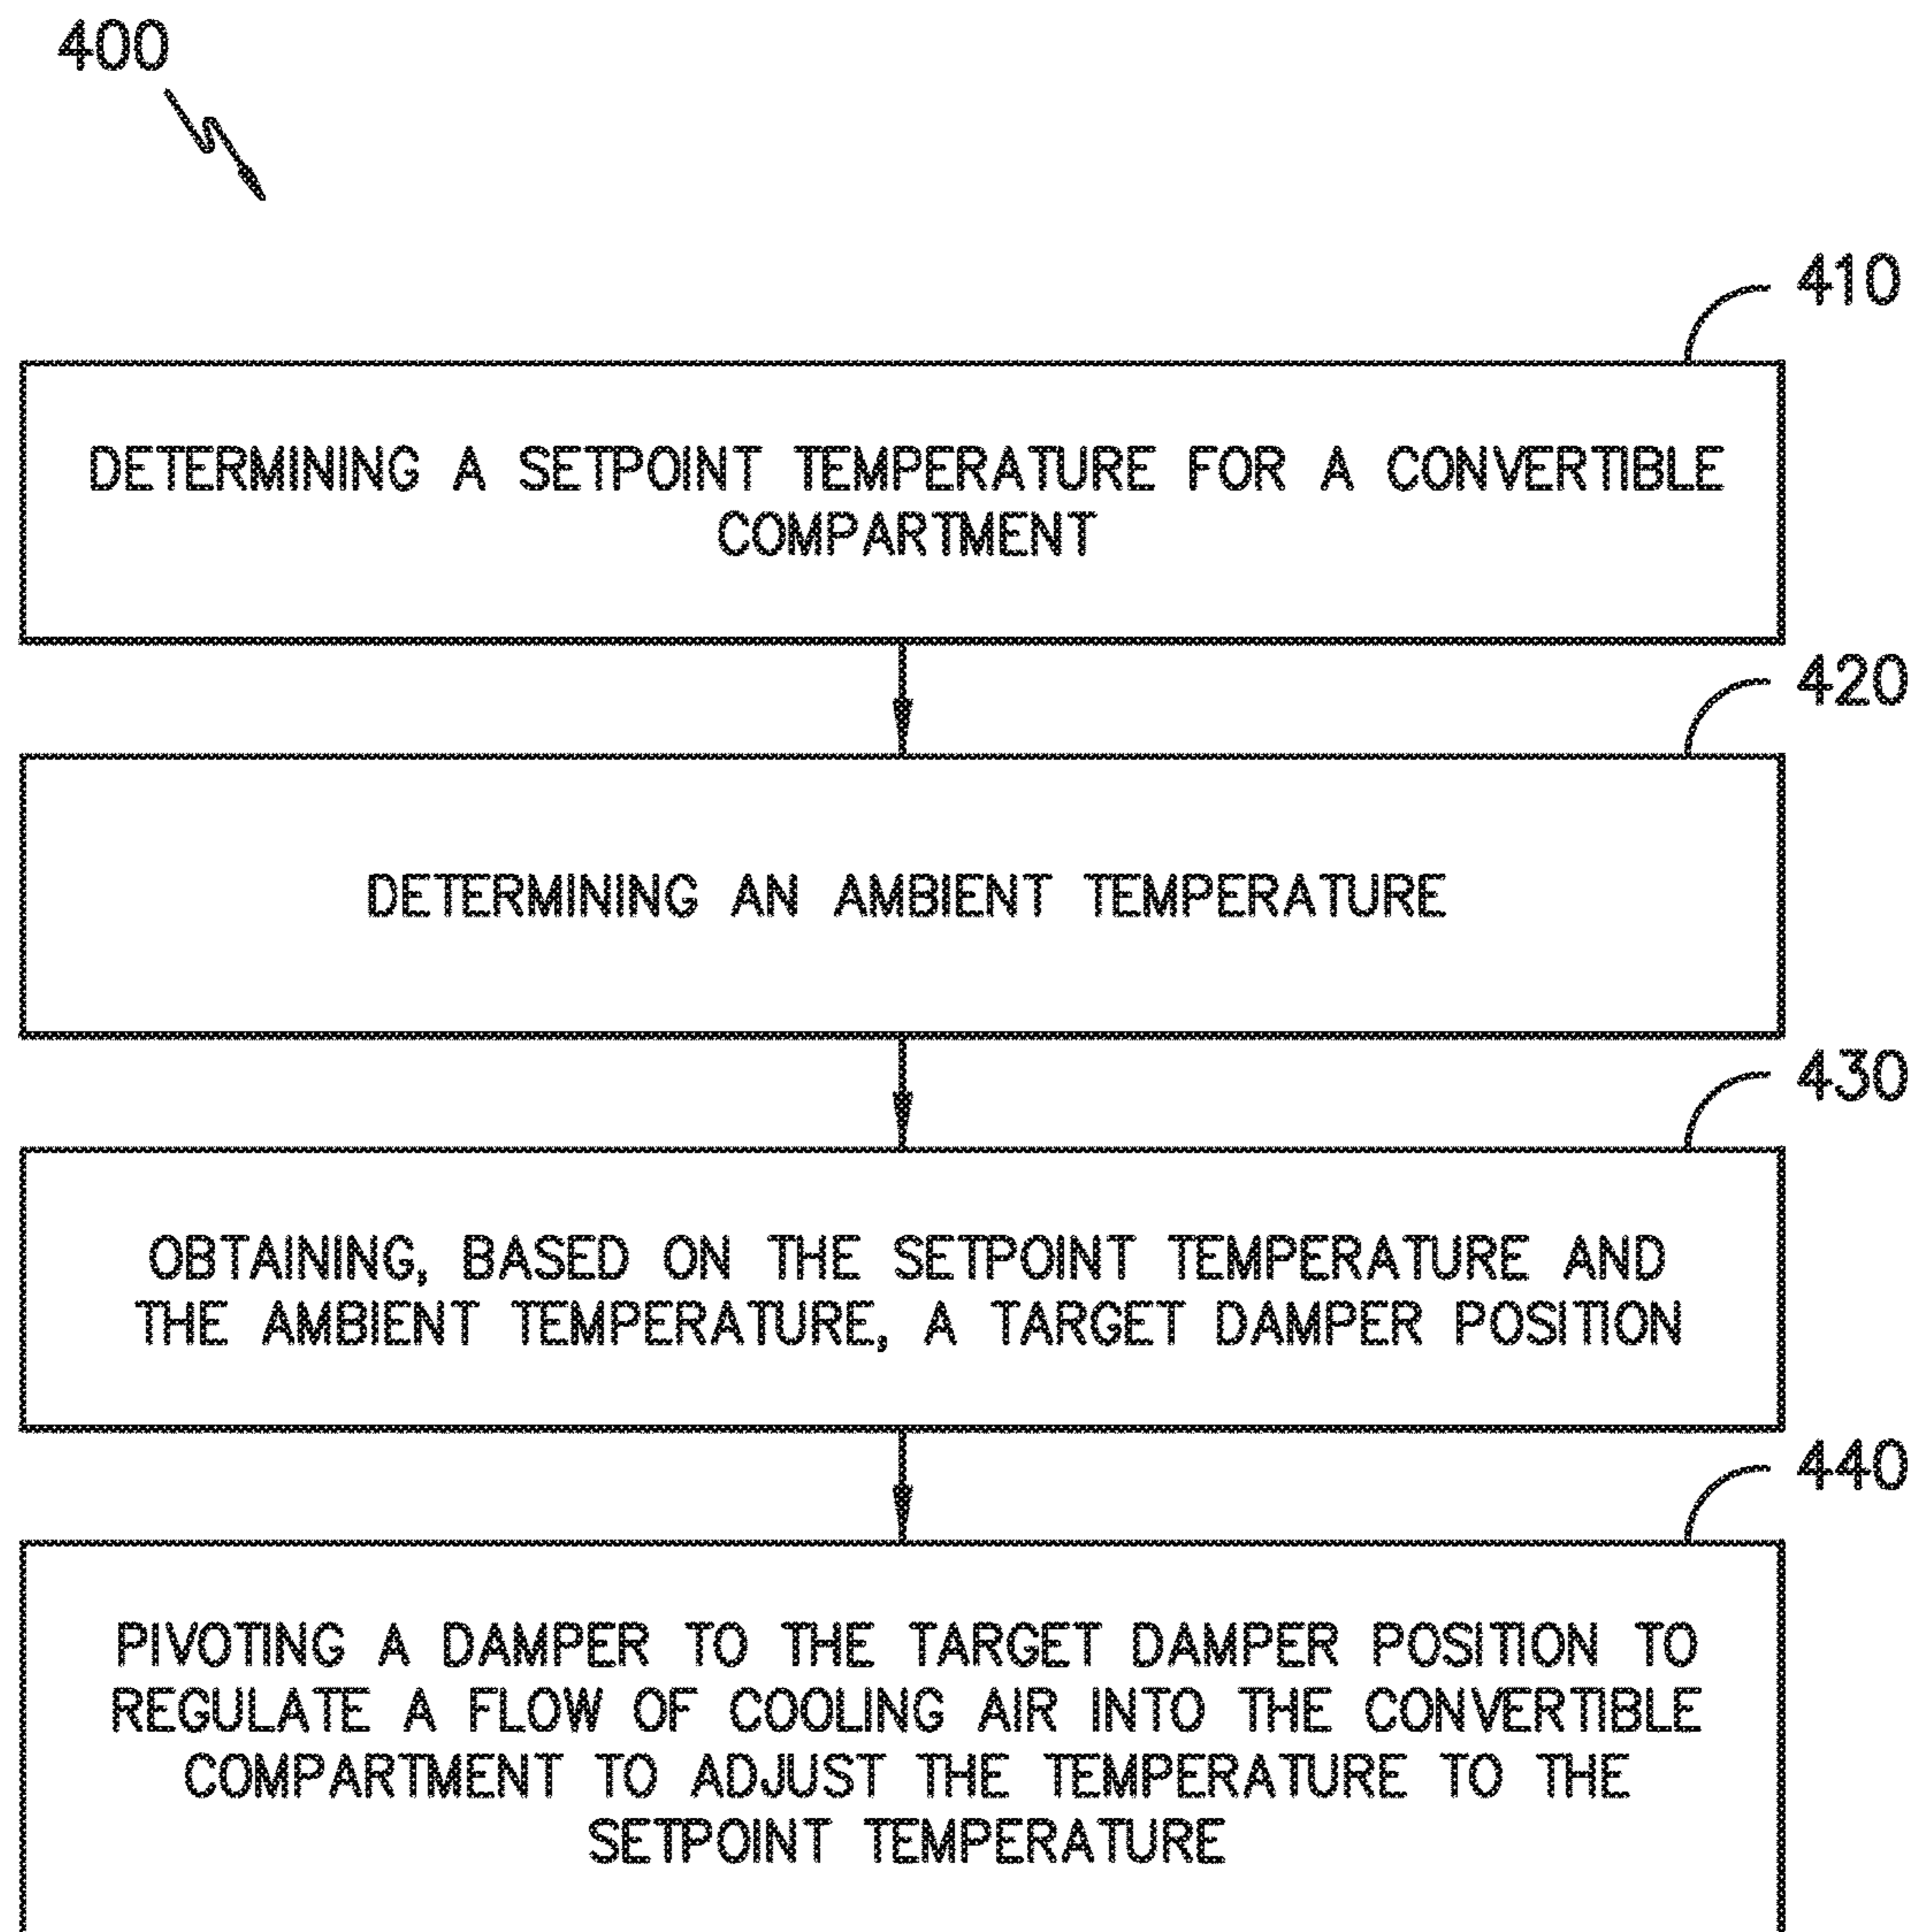 400
410
DETERMINING A SETPOINT TEMPERATURE FOR A CONVERTIBLE
COMPARTMENT
420
DETERMINING AN AMBIENT TEMPERATURE
430
OBTAINING, BASED ON THE SETPOINT TEMPERATURE AND
THE AMBIENT TEMPERATURE, A TARGET DAMPER POSITION
440
PIVOTING A DAMPER TO THE TARGET DAMPER POSITION TO
REGULATE A FLOW OF COOLING AIR INTO THE CONVERTIBLE
COMPARTMENT TO ADJUST THE TEMPERATURE TO THE
SETPOINT TEMPERATURE